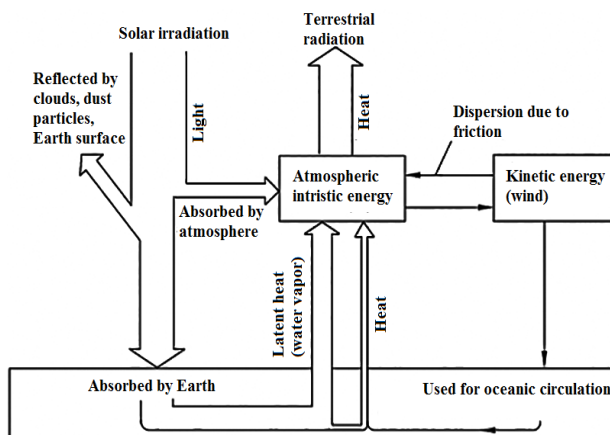 Solar irradiation
Terrestrial
radiation
Reflected by
clouds, dust
particles,
Earth surface
Light
Heat
Dispersion due to
friction
Atmospheric
intristic energy
Kinetic energy
(wind)
Absorbed by
atmosphere
Latent heat
(water vapor)
Heat
Absorbed by Earth
Used for oceanic circulation